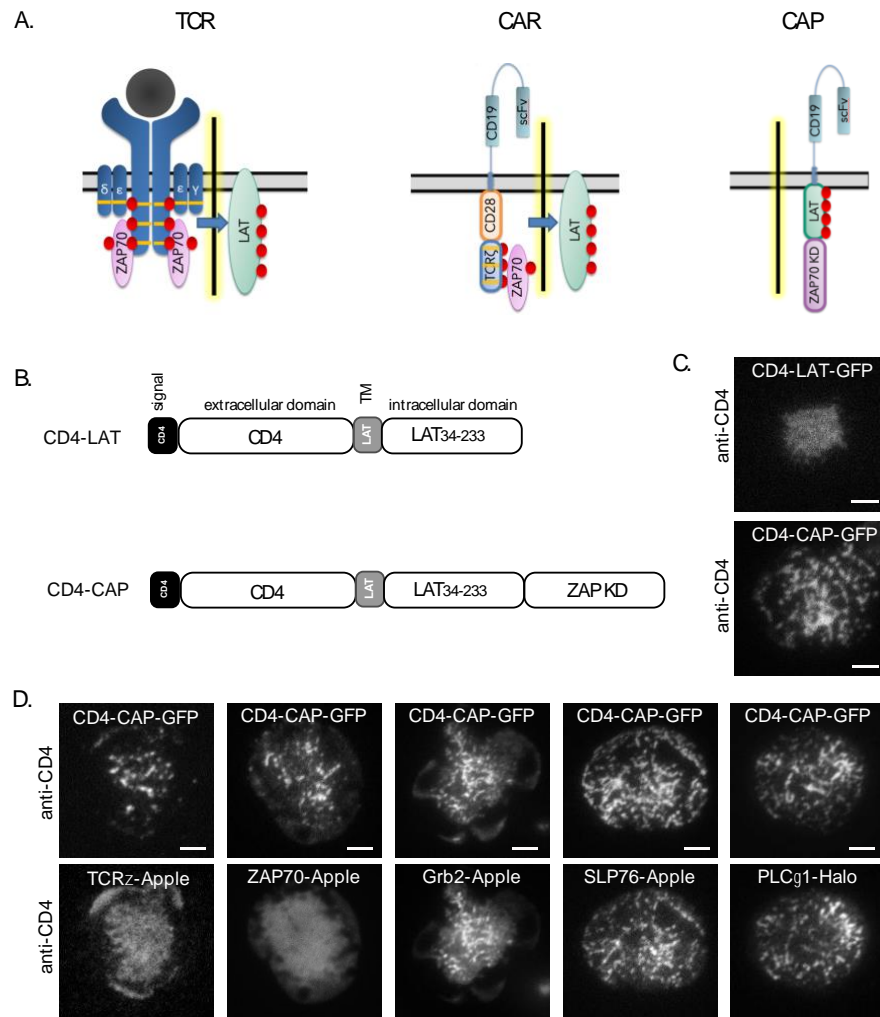 A.
TCR
CAR
CAP
δ
ε
ε
γ
ZAP70
ZAP70
LAT
CD19
scFv
CD28
TCRζ
ZAP70
LAT
CD19
scFv
LAT
ZAP70 KD
B.
signal
extracellular domain
TM
intracellular domain
CD4-LAT
CD4
CD4
LAT
LAT34-233
CD4-CAP
CD4
CD4
LAT
LAT34-233
ZAP KD
C.
CD4-LAT-GFP
anti-CD4
CD4-CAP-GFP
anti-CD4
D.
CD4-CAP-GFP
CD4-CAP-GFP
CD4-CAP-GFP
CD4-CAP-GFP
CD4-CAP-GFP
anti-CD4
TCRz-Apple
ZAP70-Apple
Grb2-Apple
SLP76-Apple
PLCg1-Halo
anti-CD4